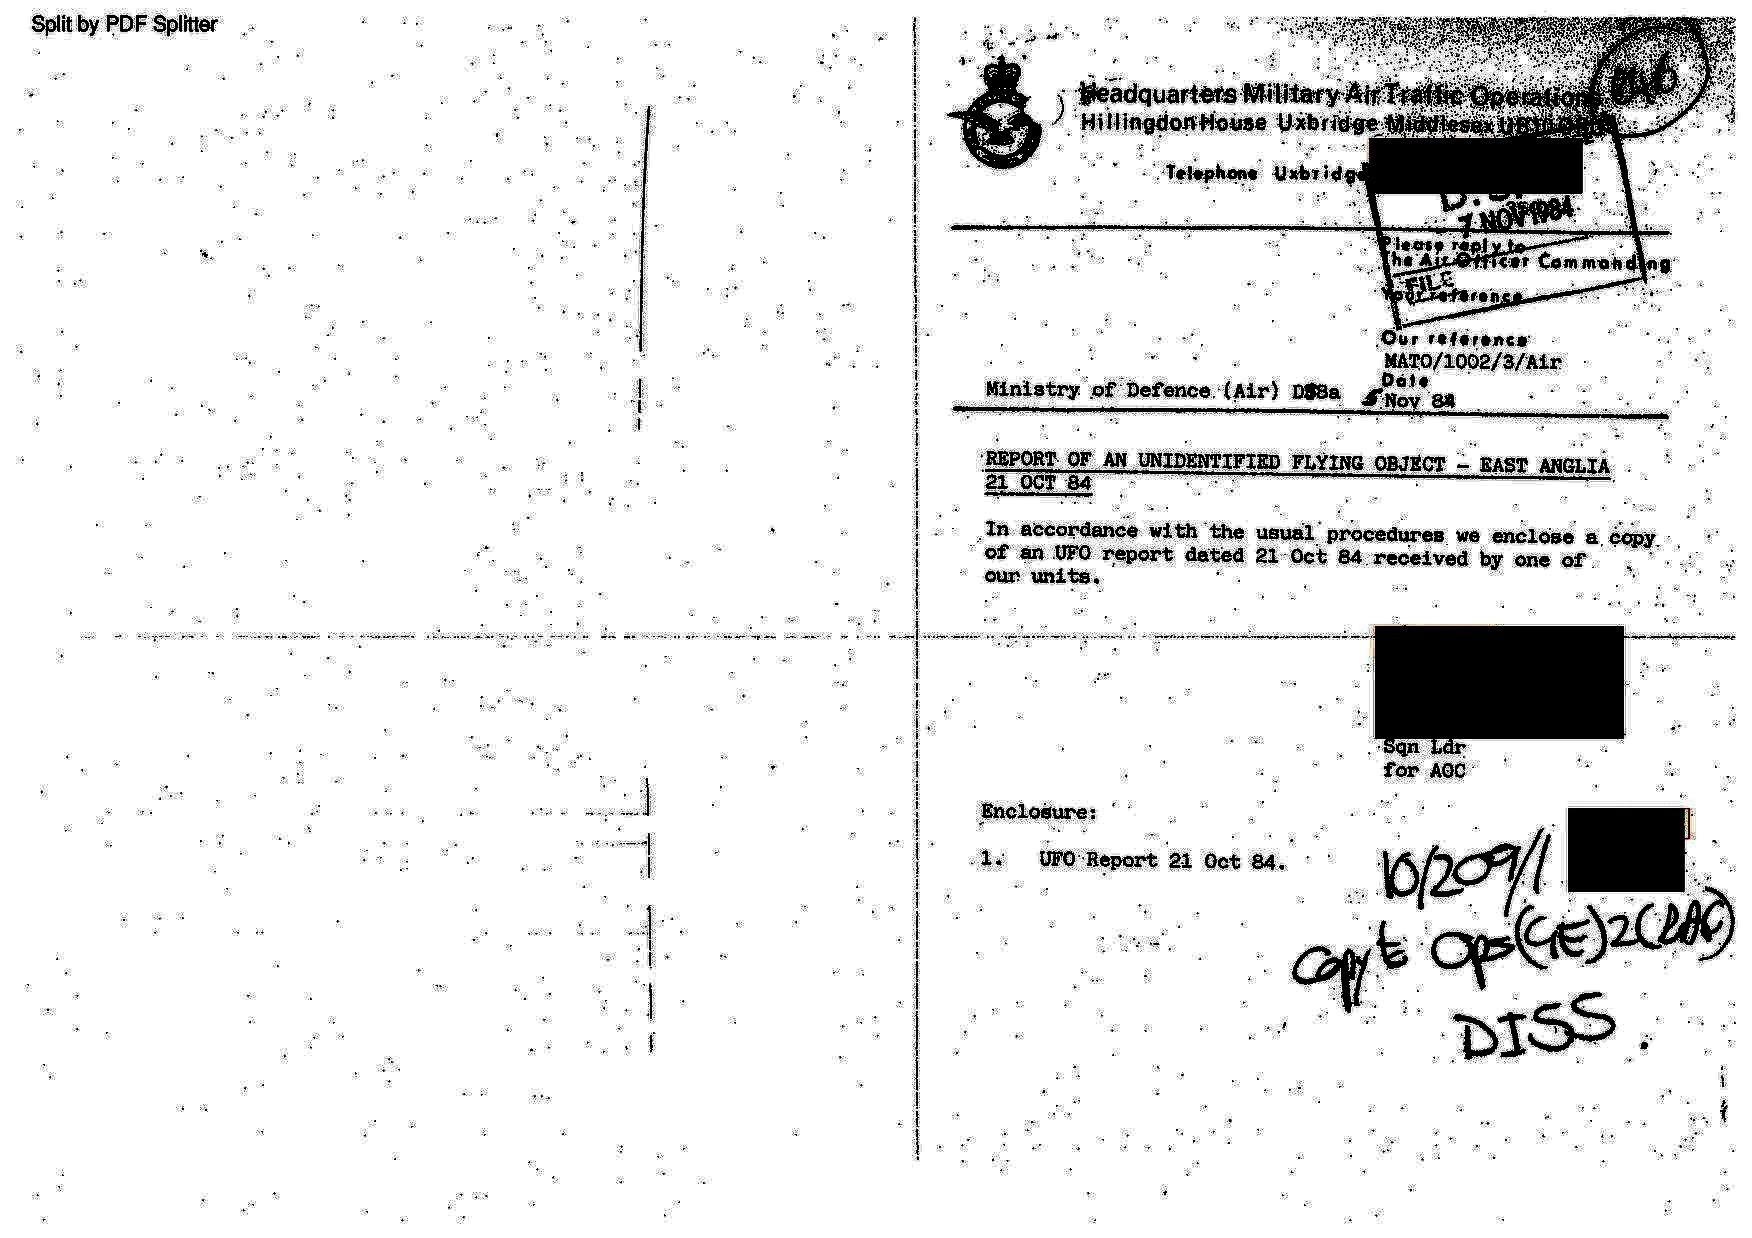 Split by PDF Splitter
Headquarters Military Air Traffic Operations
Hillingdon House Uxbridge Middlesex
Telephone Uxbridge
7 NOV 1984
Please reply to
The Air Officer Commanding
FILE
Your reference
Our reference
MATO/1002/3/Air
Date
Ministry of Defence (Air) DS8a
5 Nov 84
REPORT OF AN UNIDENTIFIED FLYING OBJECT - EAST ANGLIA
21 OCT 84
In accordance with the usual procedures we enclose a copy
of an UFO report dated 21 Oct 84 received by one of
our units.
Sqn Ldr
for AOC
Enclosure:
1. UFO Report 21 Oct 84.
10/209/1
Copy to Ops(GE)2(RAF)
DISS.